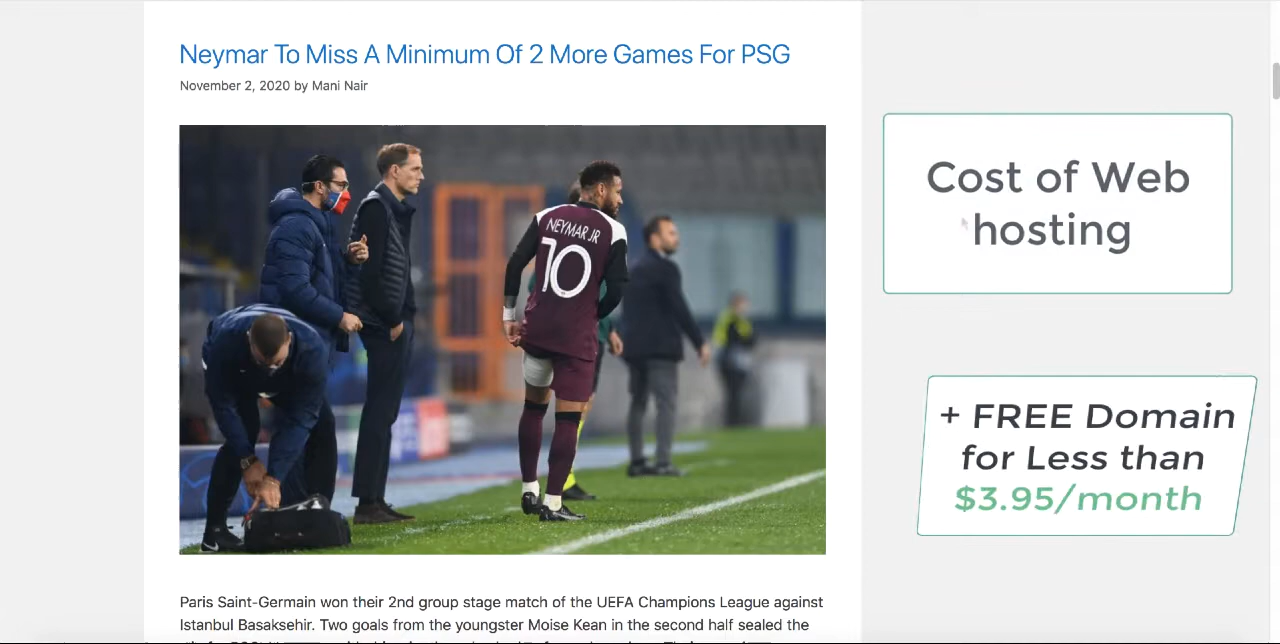 Neymar To Miss A Minimum Of 2 More Games For PSG
November 2, 2020 by Mani Nair
NEYMAR JR
10
Cost of Web
hosting
+ FREE Domain
for Less than
$3.95/month
Paris Saint-Germain won their 2nd group stage match of the UEFA Champions League against
Istanbul Basaksehir. Two goals from the youngster Moise Kean in the second half sealed the